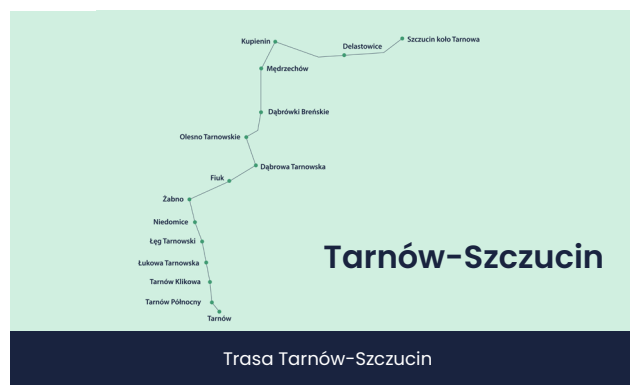 Kupienin
Delastowice
Szczucin koło Tarnowa
Mędrzechów
Dąbrówki Breńskie
Olesno Tarnowskie
Dąbrowa Tarnowska
Fiuk
Żabno
Niedomice
Łęg Tarnowski
Łukowa Tarnowska
Tarnów Klikowa
Tarnów Północny
Tarnów
Tarnów-Szczucin
Trasa Tarnów-Szczucin